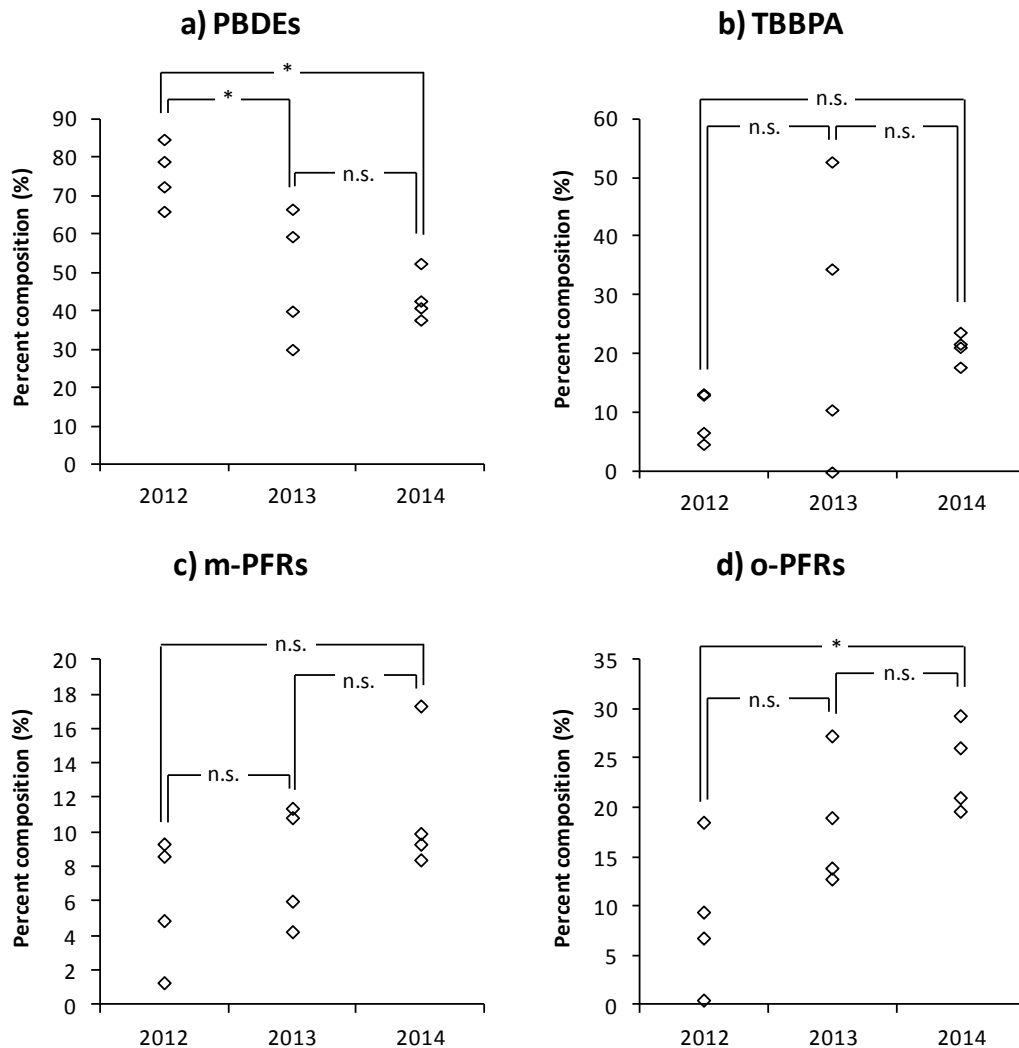 a) PBDEs
*
*
n.s.
Percent composition (%)
90
80
70
60
50
40
30
20
10
0
2012 2013 2014
b) TBBPA
n.s.
n.s. n.s.
Percent composition (%)
60
50
40
30
20
10
0
2012 2013 2014
c) m-PFRs
n.s.
n.s.
n.s.
Percent composition (%)
20
18
16
14
12
10
8
6
4
2
0
2012 2013 2014
d) o-PFRs
*
n.s.
n.s.
Percent composition (%)
35
30
25
20
15
10
5
0
2012 2013 2014